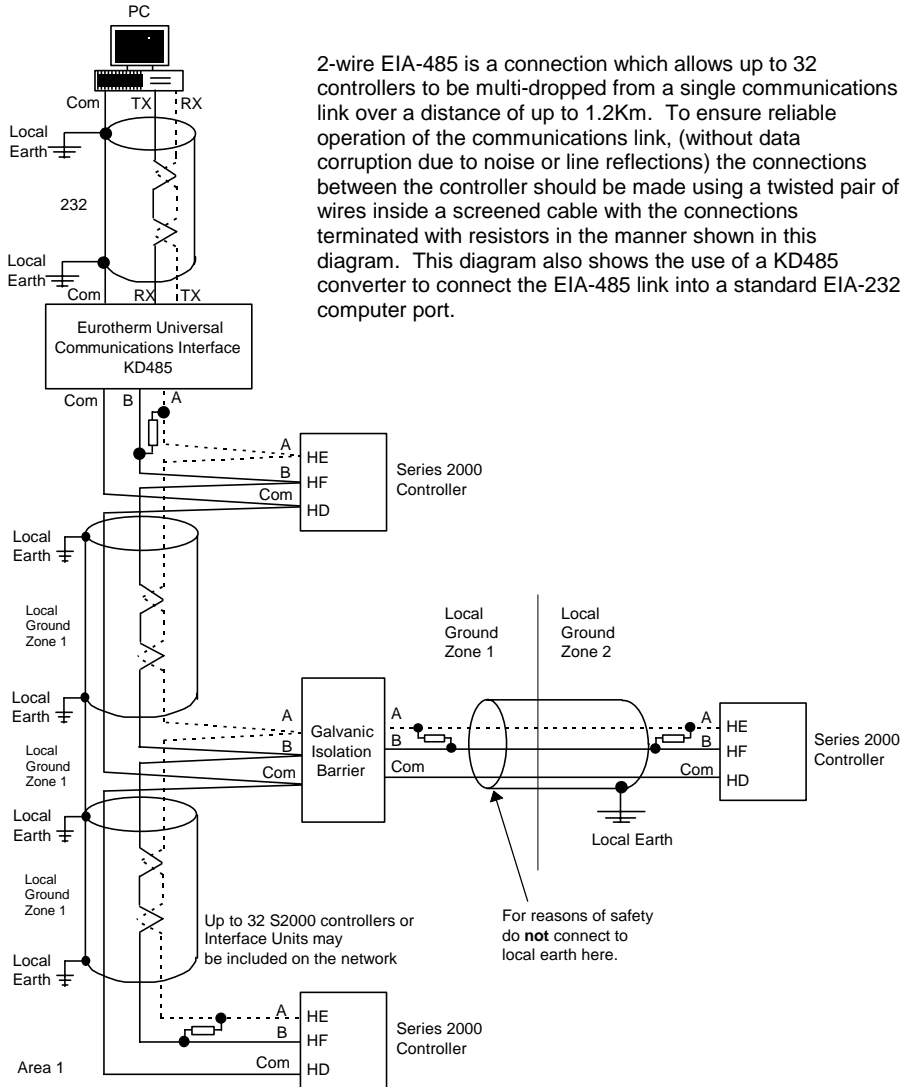 PC
2-wire EIA-485 is a connection which allows up to 32
controllers to be multi-dropped from a single communications
link over a distance of up to 1.2Km. To ensure reliable
operation of the communications link, (without data
corruption due to noise or line reflections) the connections
between the controller should be made using a twisted pair of
wires inside a screened cable with the connections
terminated with resistors in the manner shown in this
diagram. This diagram also shows the use of a KD485
converter to connect the EIA-485 link into a standard EIA-232
computer port.
Com TX RX
Local
Earth
232
Local
Earth
Com RX TX
Eurotherm Universal
Communications Interface
KD485
Com B A
A HE
B HF
Com HD
Series 2000
Controller
Local
Earth
Local
Ground
Zone 1
Local
Earth
Local
Ground
Zone 1
A
B
Com
Galvanic
Isolation
Barrier
A
B
Com
Local
Ground
Zone 1
Local
Ground
Zone 2
A HE
B HF
Com HD
Series 2000
Controller
Local Earth
For reasons of safety
do not connect to
local earth here.
Local
Earth
Local
Ground
Zone 1
Up to 32 S2000 controllers or
Interface Units may
be included on the network
Local
Earth
A HE
B HF
Com HD
Series 2000
Controller
Area 1